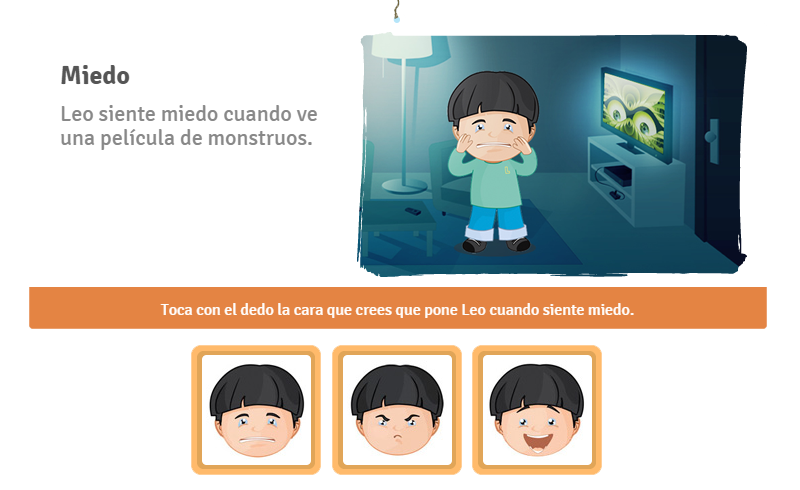 Miedo
Leo siente miedo cuando ve
una película de monstruos.
Toca con el dedo la cara que crees que pone Leo cuando siente miedo.